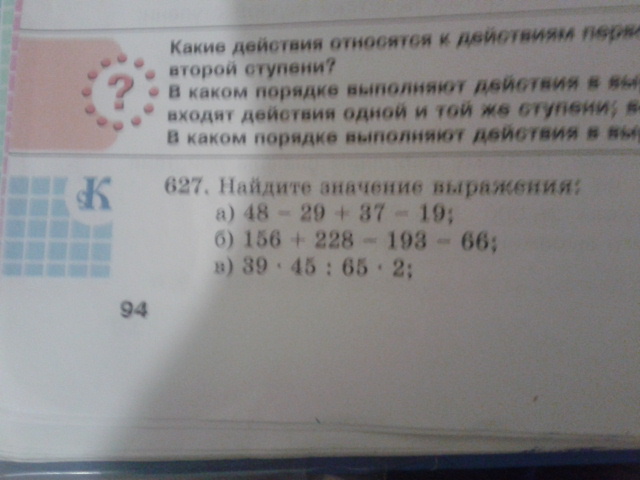 Какие действия относятся к действиям
второй ступени?
?
В каком порядке выполняют действия в
входят действия одной и той же ступени;
В каком порядке выполняют действия в
К
627. Найдите значение выражения:
а) 48 – 29 + 37 – 19;
б) 156 + 228 – 193 – 66;
в) 39 · 45 : 65 · 2;
94